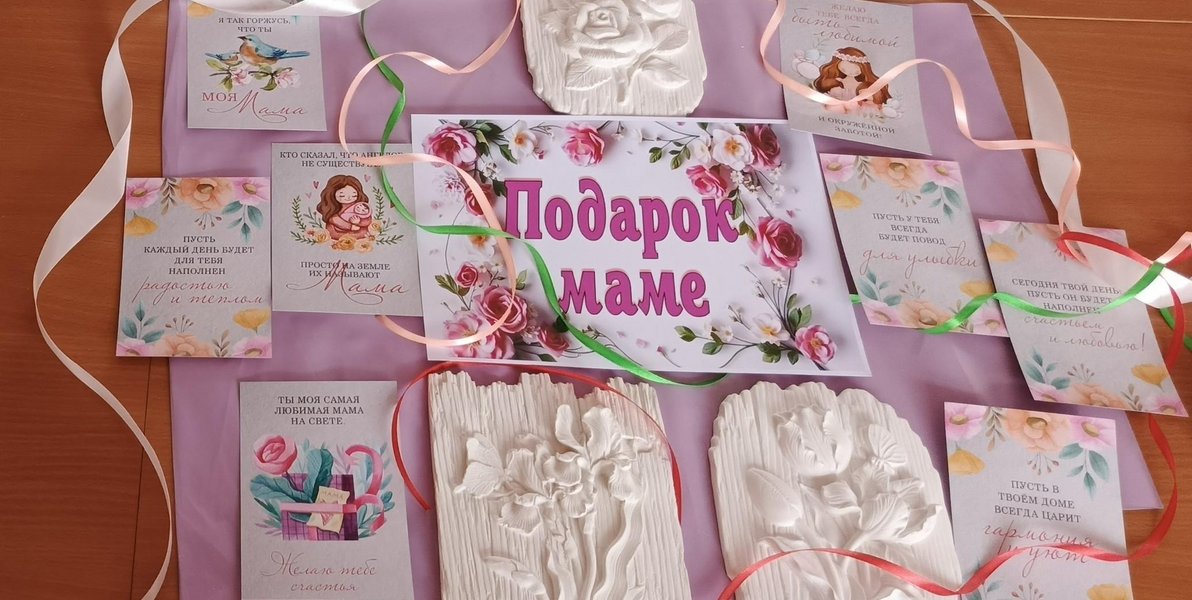 Я ТАК ГОРЖУСЬ,
ЧТО ТЫ
МОЯ
Мама
ЖЕЛАЮ
ТЕБЕ ВСЕГДА
быть
любимой
И ОКРУЖЁННОЙ
ЗАБОТОЙ!
КТО СКАЗАЛ, ЧТО
НЕ
ПРОСТО НА ЗЕМЛЕ
ИХ НАЗЫВАЮТ
Мама
ПУСТЬ
КАЖДЫЙ ДЕНЬ БУДЕТ
ДЛЯ ТЕБЯ
НАПОЛНЕН
радостью
и теплом
Подарок
маме
ПУСТЬ У ТЕБЯ
ВСЕГДА
БУДЕТ ПОВОД
для улыбки
СЕГОДНЯ ТВОЙ ДЕНЬ,
ПУСТЬ ОН БУДЕТ
НАПОЛНЕН
счастьем
и любовью!
ТЫ МОЯ САМАЯ
ЛЮБИМАЯ МАМА
НА СВЕТЕ.
Желаю тебе
счастья
ПУСТЬ В
ТВОЁМ ДОМЕ
ВСЕГДА ЦАРИТ
гармония
и уют